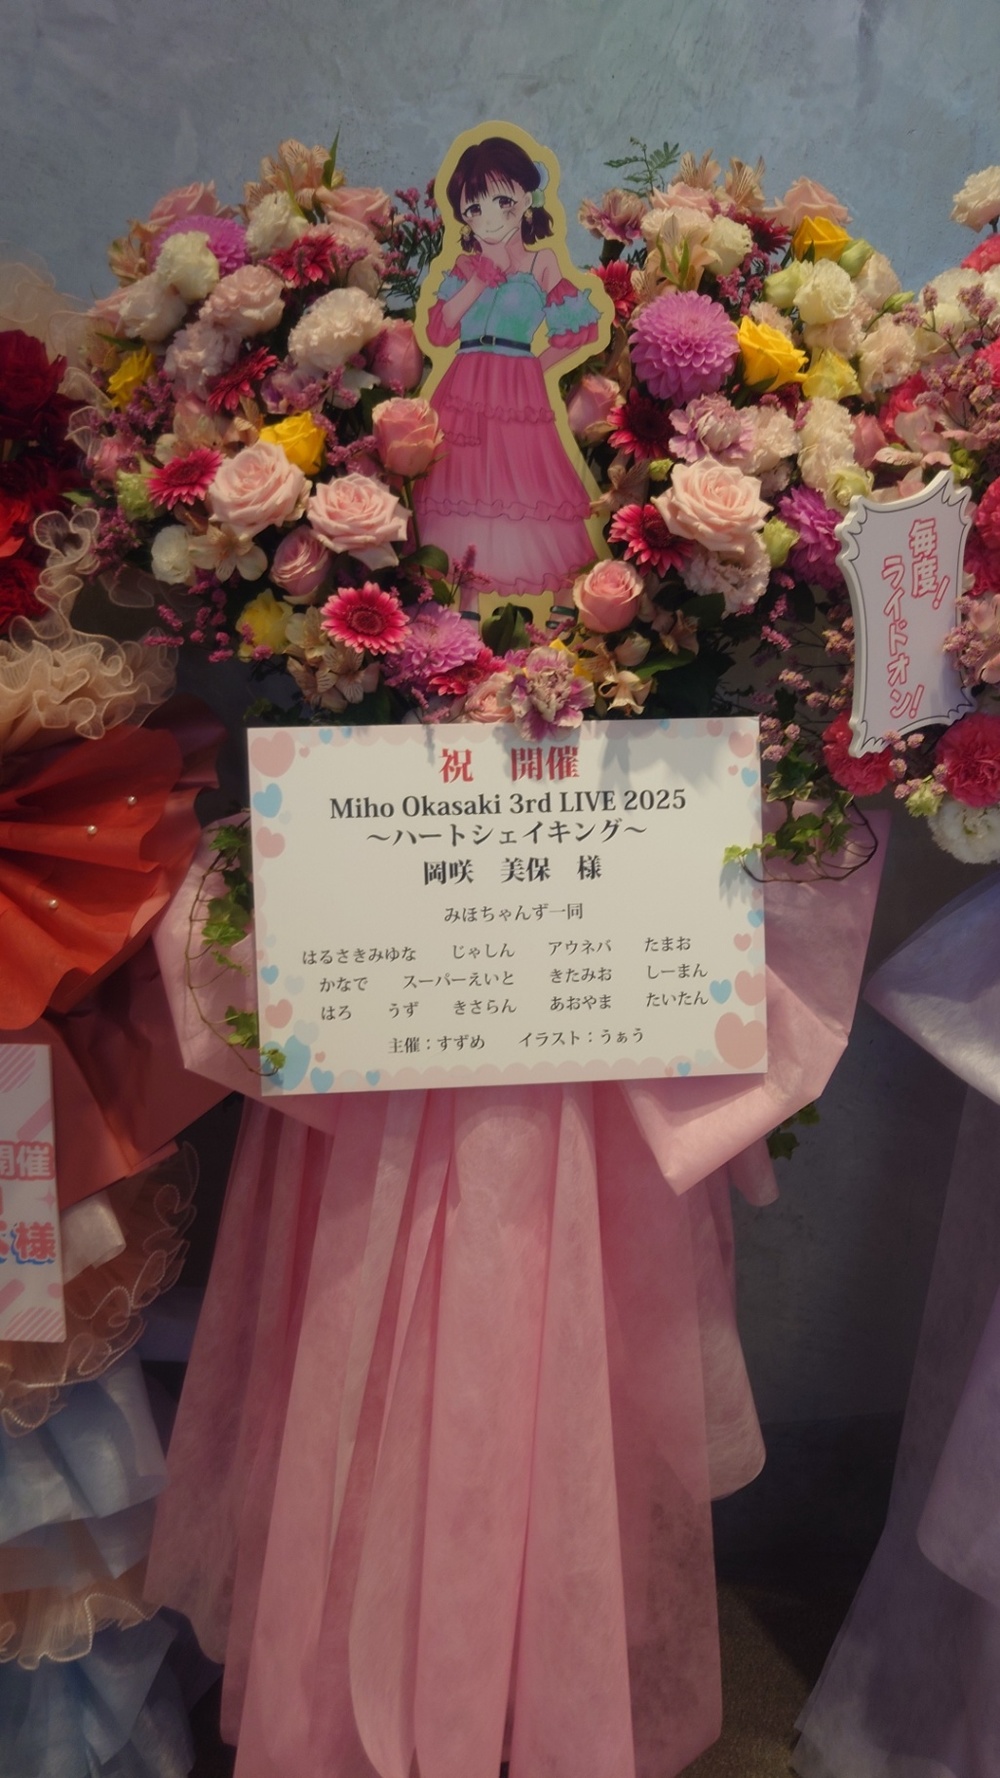 祝　開催
Miho Okasaki 3rd LIVE 2025
～ハートシェイキング～
岡咲　美保　様
みほちゃんず一同
はるさきみゆな　じゃしん　アウネバ　たまお
かなで　スーパーえいと　きたみお　しーまん
はろ　うず　きさらん　あおやま　たいたん
主催：すずめ　イラスト：うぁう
毎度！
ライドオン！
開催
様